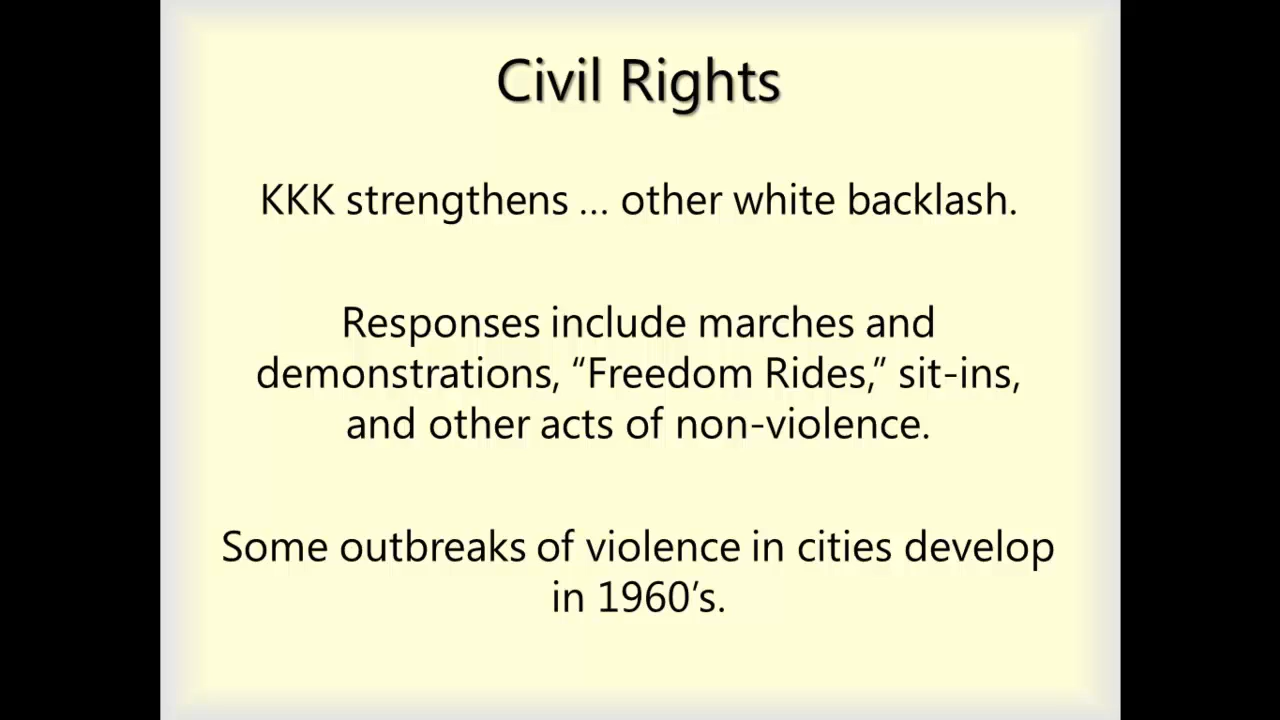 Civil Rights
KKK strengthens ... other white backlash.
Responses include marches and
demonstrations, “Freedom Rides,” sit-ins,
and other acts of non-violence.
Some outbreaks of violence in cities develop
in 1960’s.